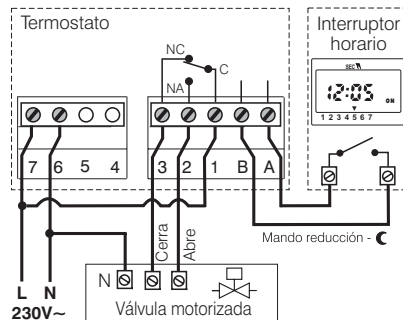 Termostato
NC
C
NA
7 6 5 4
3 2 1 B A
Interruptor
horario
SEC
12:05
ON
1 2 3 4 5 6 7
Mando reducción -
Cerra
Abre
N
Válvula motorizada
L N
230V~